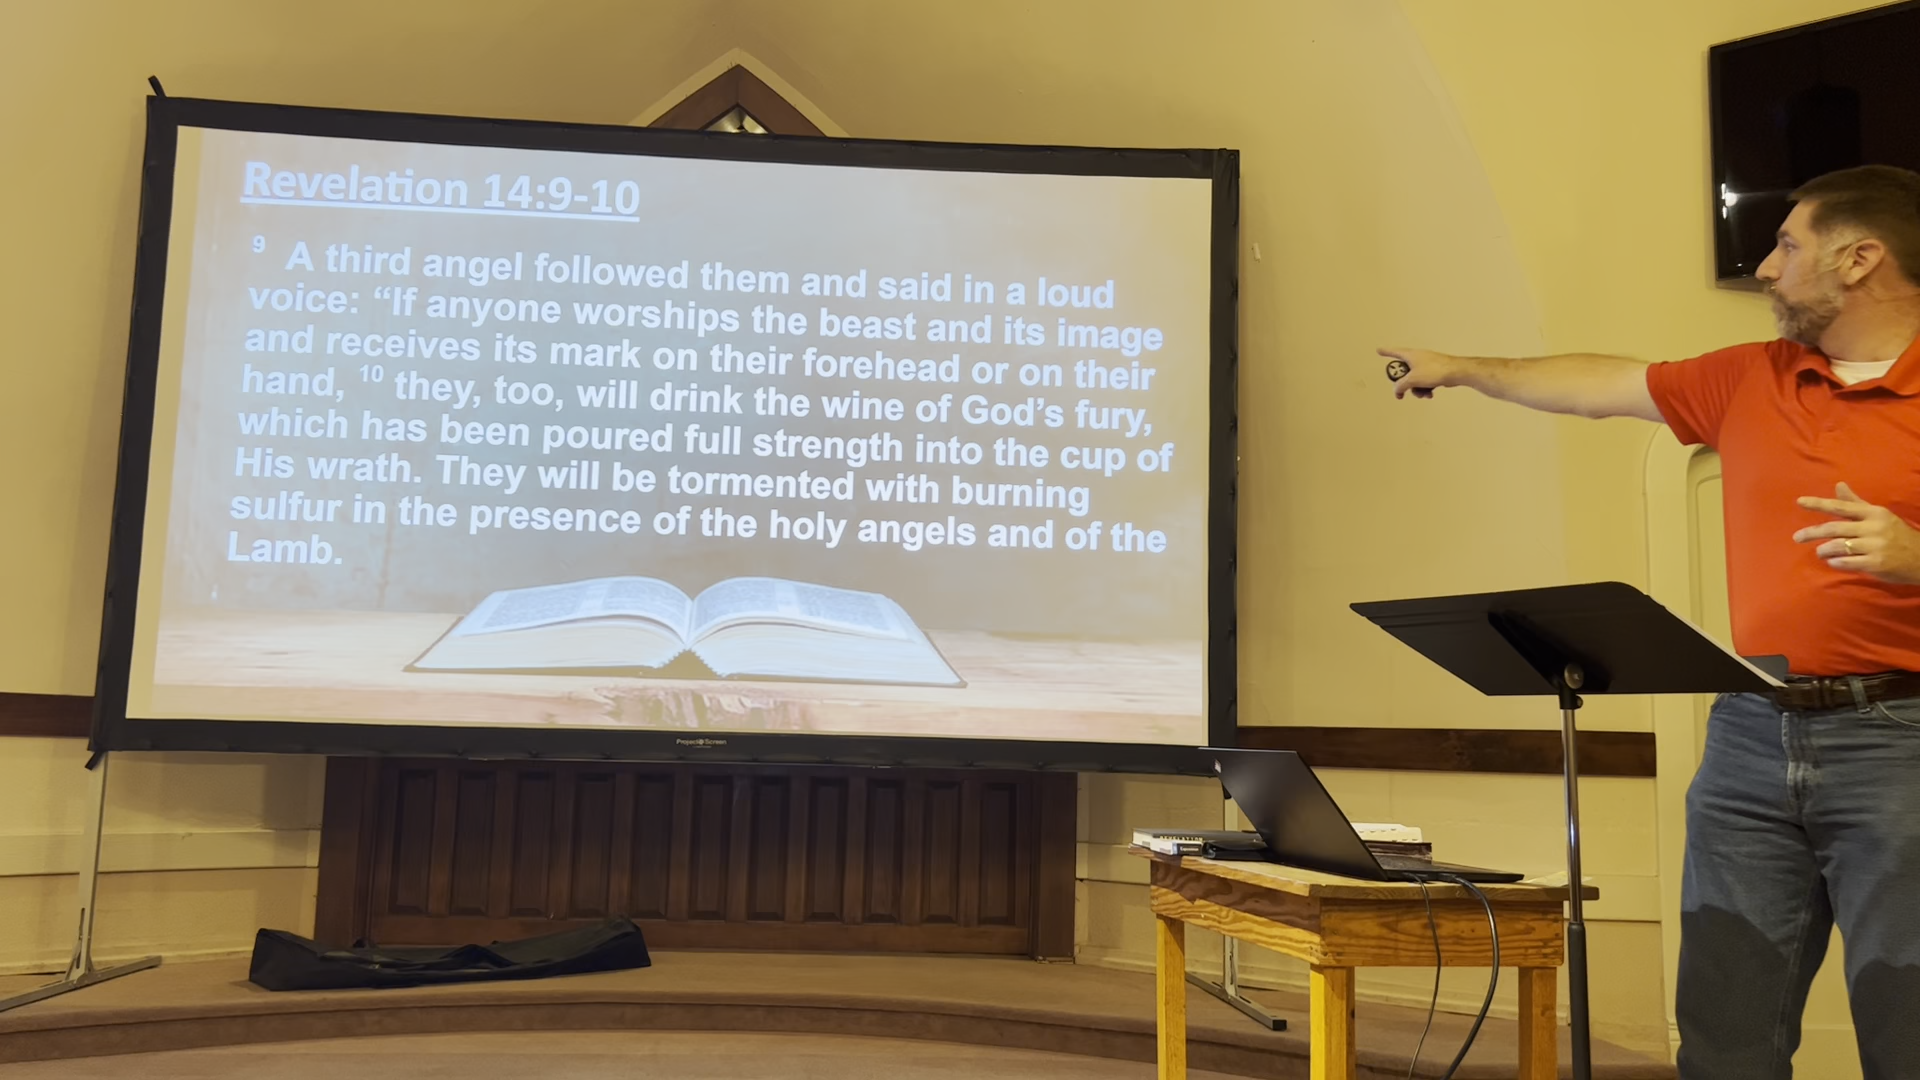 Revelation 14:9-10
9 A third angel followed them and said in a loud
voice: “If anyone worships the beast and its image
and receives its mark on their forehead or on their
hand, 10 they, too, will drink the wine of God’s fury,
which has been poured full strength into the cup of
His wrath. They will be tormented with burning
sulfur in the presence of the holy angels and of the
Lamb.
Project Screen
REVELATION